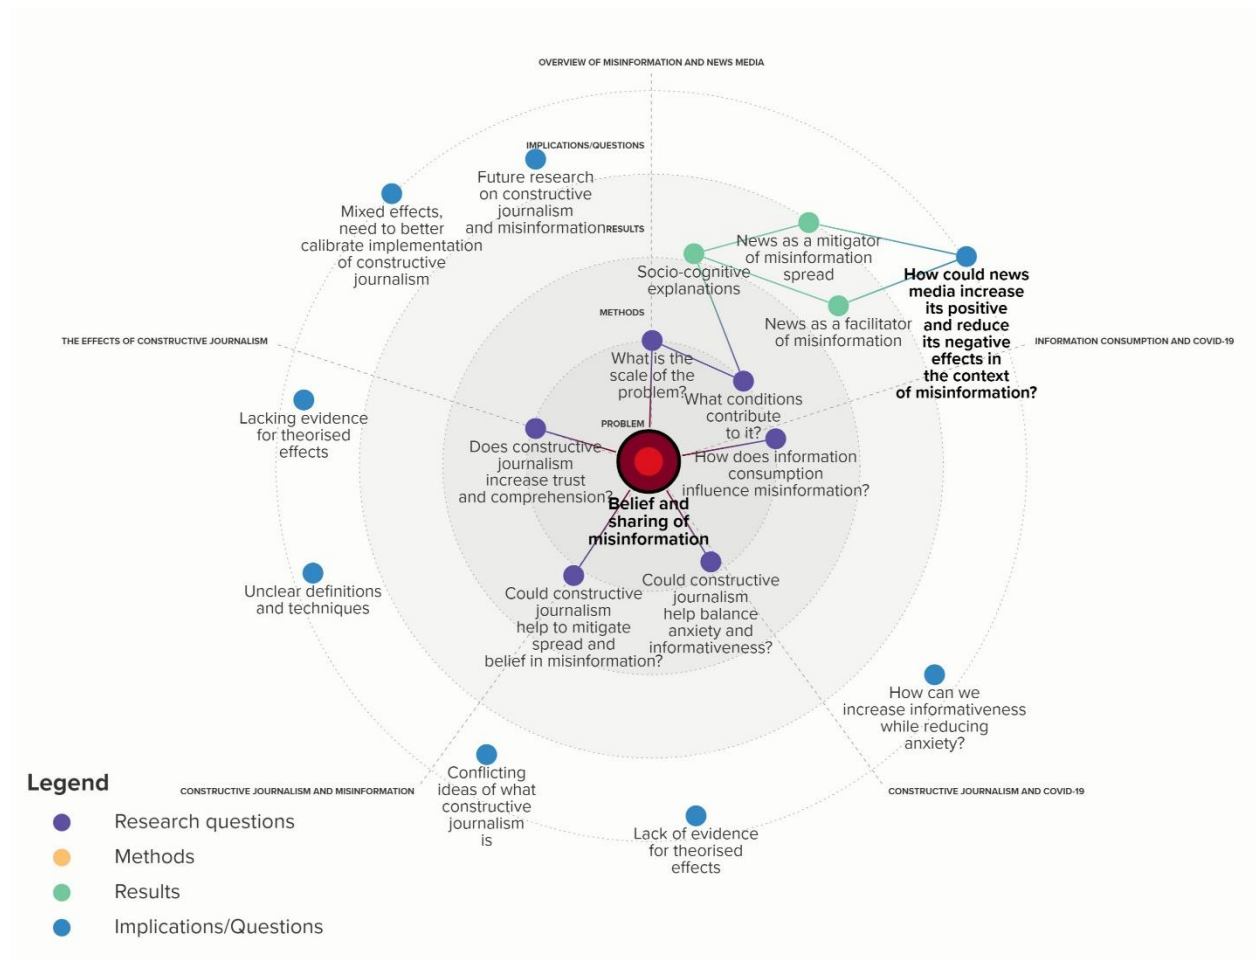 OVERVIEW OF MISINFORMATION AND NEWS MEDIA
IMPLICATIONS/QUESTIONS
Future research
on constructive
journalism
and misinformation
Mixed effects,
need to better
calibrate implementation
of constructive
journalism
RESULTS
News as a mitigator
of misinformation
spread
Socio-cognitive
explanations
How could news
media increase
its positive
and reduce
its negative
effects in
the context
of misinformation?
News as a facilitator
of misinformation
METHODS
THE EFFECTS OF CONSTRUCTIVE JOURNALISM
INFORMATION CONSUMPTION AND COVID-19
What is the
scale of the
problem?
What conditions
contribute
to it?
PROBLEM
Lacking evidence
for theorised
effects
Does constructive
journalism
increase trust
and comprehension?
How does information
consumption
influence misinformation?
Belief and
sharing of
misinformation
Unclear definitions
and techniques
Could constructive
journalism
help to mitigate
spread and
belief in misinformation?
Could constructive
journalism
help balance
anxiety and
informativeness?
How can we
increase informativeness
while reducing
anxiety?
Conflicting
ideas of what
constructive
journalism
is
CONSTRUCTIVE JOURNALISM AND MISINFORMATION
CONSTRUCTIVE JOURNALISM AND COVID-19
Lack of evidence
for theorised
effects
Legend
Research questions
Methods
Results
Implications/Questions